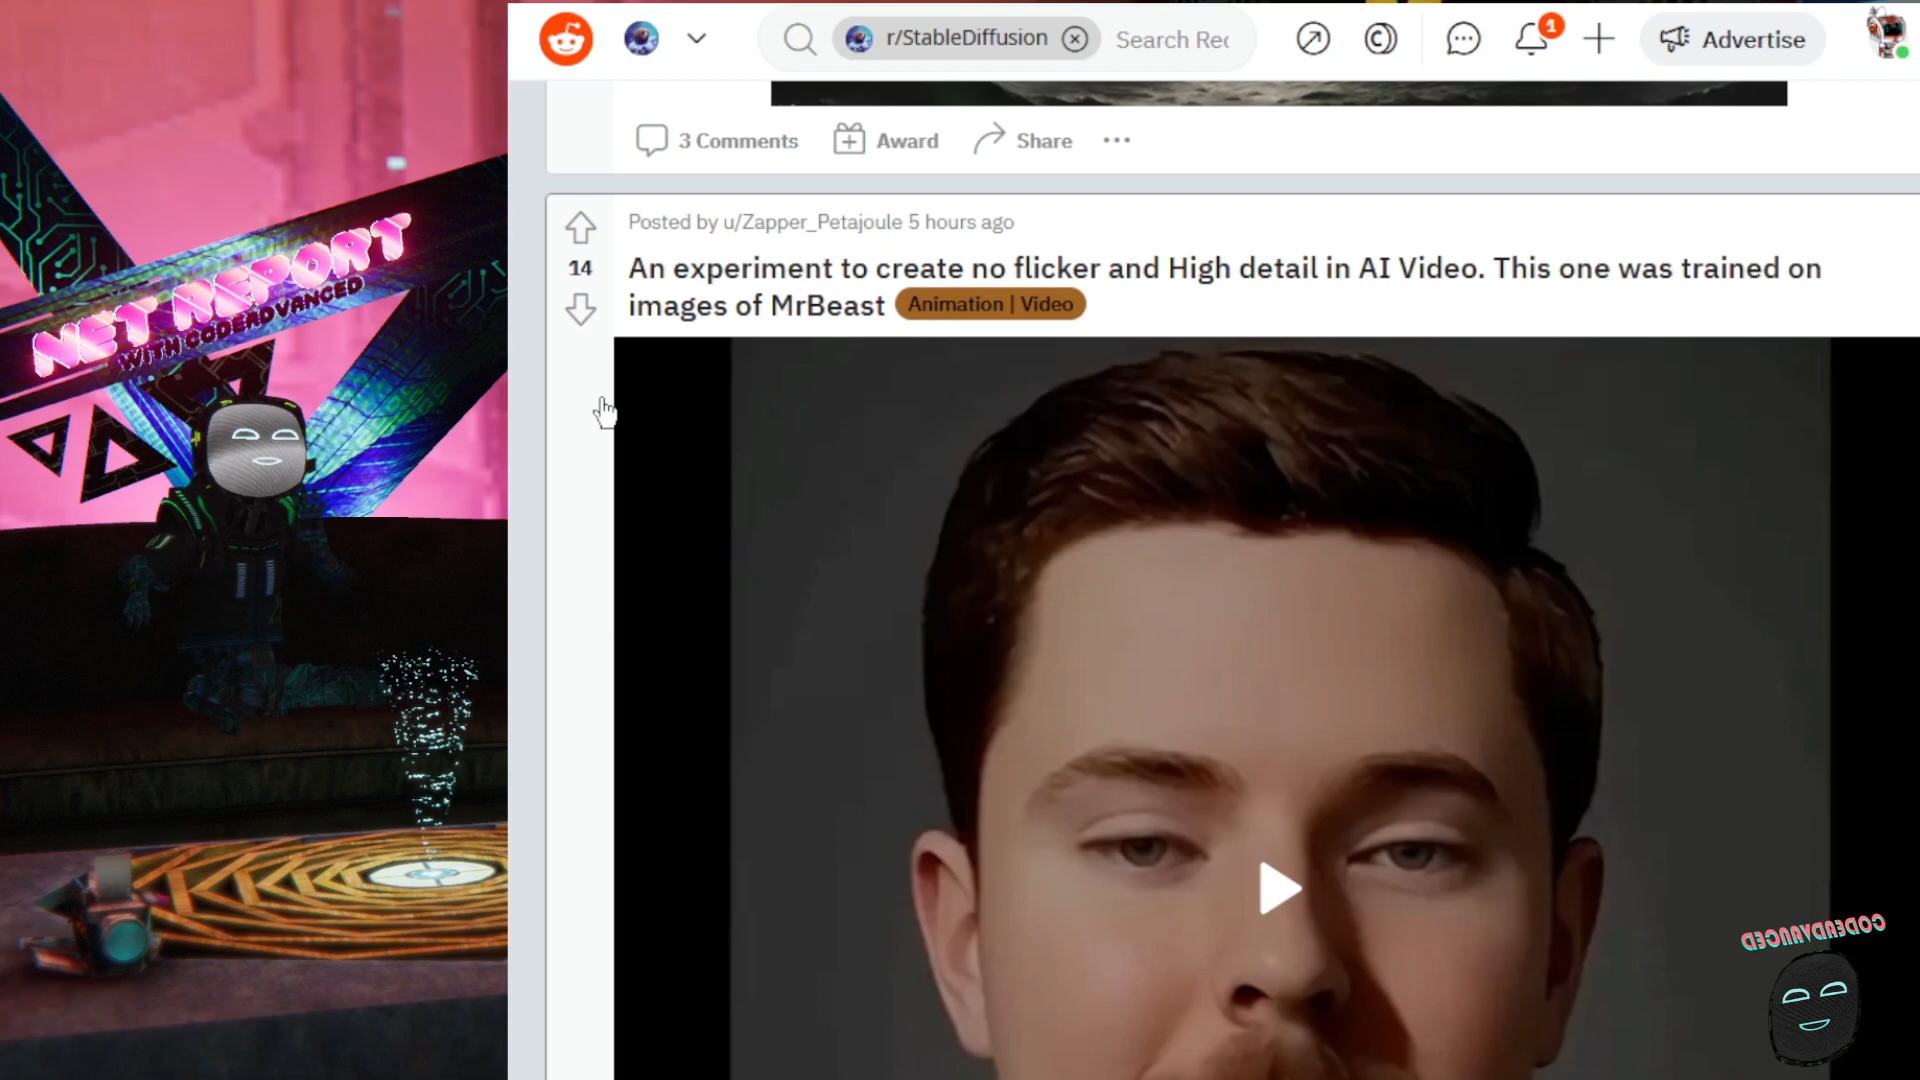 r/StableDiffusion
Search Rec
1
Advertise
3 Comments
Award
Share
NET REPORT
WITH CODEADVANCED
Posted by u/Zapper_Petajoule 5 hours ago
14
An experiment to create no flicker and High detail in AI Video. This one was trained on
images of MrBeast
Animation | Video
CODEADVANCED